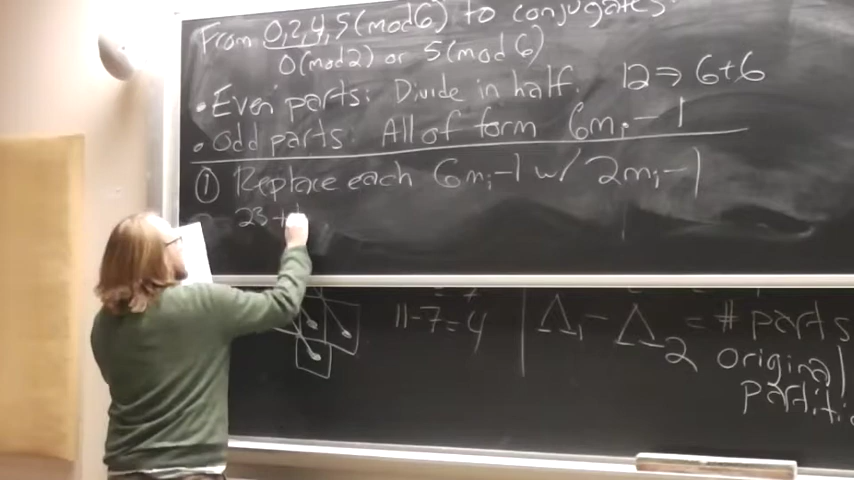 From 0,2,4,5 (mod 6) to conjugates.
0 (mod 2) or 5 (mod 6)
• Even parts: Divide in half. 12 ⇒ 6+6
• Odd parts: All of form 6mᵢ-1
① Replace each 6mᵢ-1 w/ 2mᵢ-1
23+
11-7=4
Δ₁-Δ₂ = # parts
original